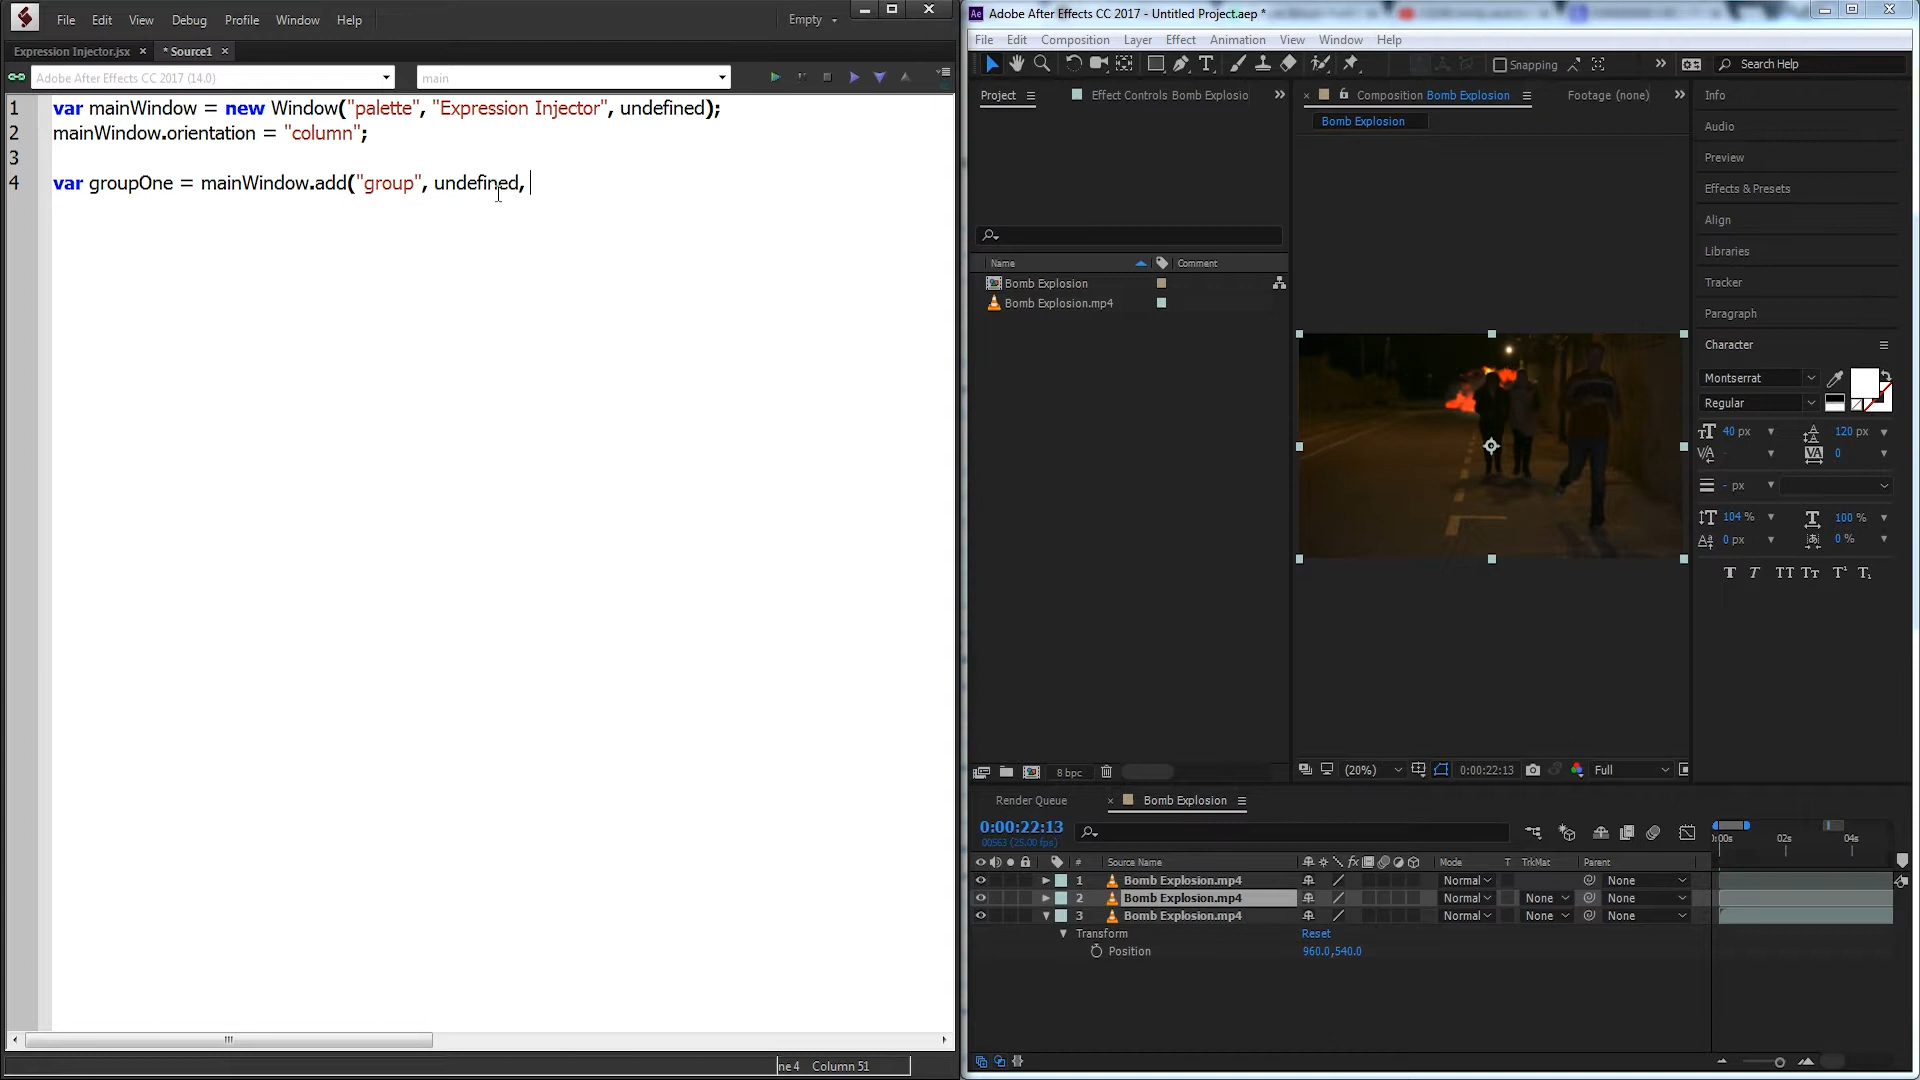 File Edit View Debug Profile Window Help Empty
Expression Injector.jsx × * Source1 ×
Adobe After Effects CC 2017 (14.0) main
1 var mainWindow = new Window("palette", "Expression Injector", undefined);
2 mainWindow.orientation = "column";
3
4 var groupOne = mainWindow.add("group", undefined,
ne 4 Column 51
Adobe After Effects CC 2017 - Untitled Project.aep *
File Edit Composition Layer Effect Animation View Window Help
Snapping Search Help
Project Effect Controls Bomb Explosio
Composition Bomb Explosion Footage (none)
Bomb Explosion
Name Comment
Bomb Explosion
Bomb Explosion.mp4
8 bpc
(20%) 0:00:22:13 Full
Info
Audio
Preview
Effects & Presets
Align
Libraries
Tracker
Paragraph
Character
Montserrat
Regular
40 px 120 px
- 0
- px
104 % 100 %
0 px 0 %
Render Queue Bomb Explosion
0:00:22:13
00563 (25.00 fps)
:00s 02s 04s
# Source Name Mode T TrkMat Parent
1 Bomb Explosion.mp4 Normal None
2 Bomb Explosion.mp4 Normal None None
3 Bomb Explosion.mp4 Normal None None
Transform Reset
Position 960.0,540.0